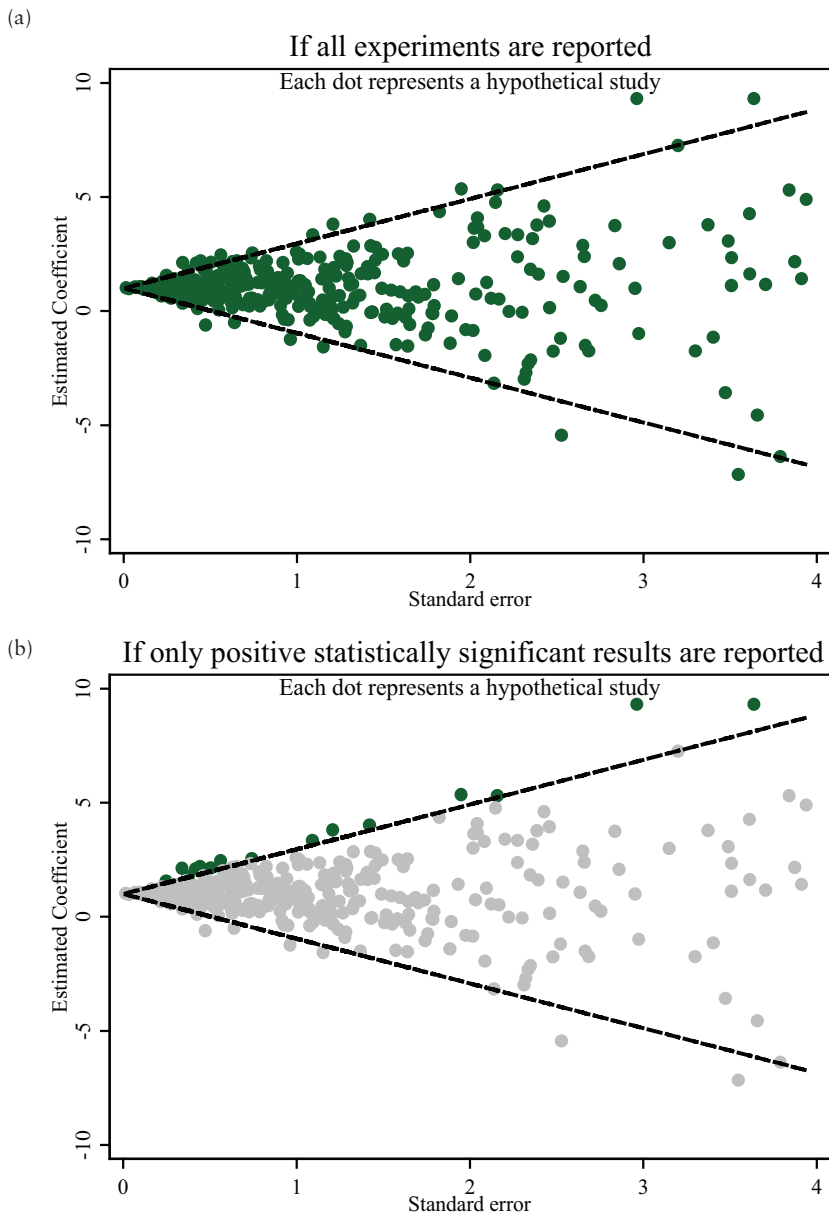 (a)
If all experiments are reported
Each dot represents a hypothetical study
10
5
0
-5
-10
Estimated Coefficient
0 1 2 3 4
Standard error
(b)
If only positive statistically significant results are reported
Each dot represents a hypothetical study
10
5
0
-5
-10
Estimated Coefficient
0 1 2 3 4
Standard error